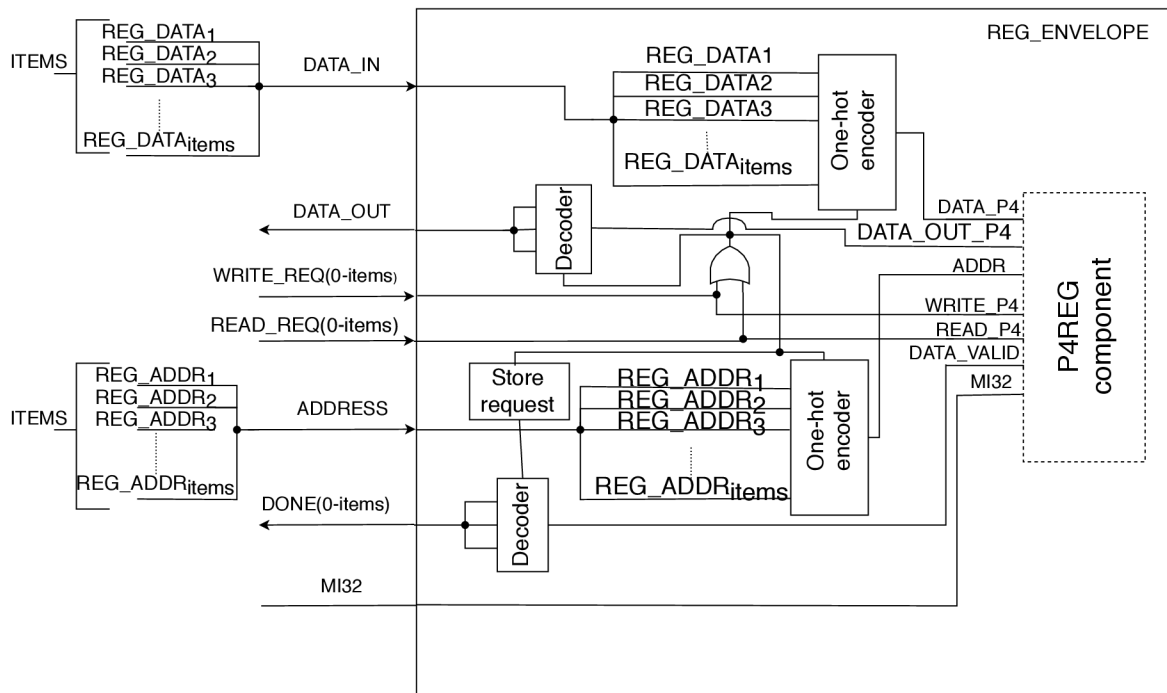 REG_ENVELOPE
ITEMS
REG_DATA1
REG_DATA2
REG_DATA3
REG_DATAitems
DATA_IN
REG_DATA1
REG_DATA2
REG_DATA3
REG_DATAitems
One-hot
encoder
DATA_OUT
Decoder
DATA_P4
DATA_OUT_P4
ADDR
WRITE_REQ(0-items)
WRITE_P4
READ_REQ(0-items)
READ_P4
DATA_VALID
MI32
P4REG
component
ITEMS
REG_ADDR1
REG_ADDR2
REG_ADDR3
REG_ADDRitems
ADDRESS
Store
request
REG_ADDR1
REG_ADDR2
REG_ADDR3
REG_ADDRitems
One-hot
encoder
DONE(0-items)
Decoder
MI32